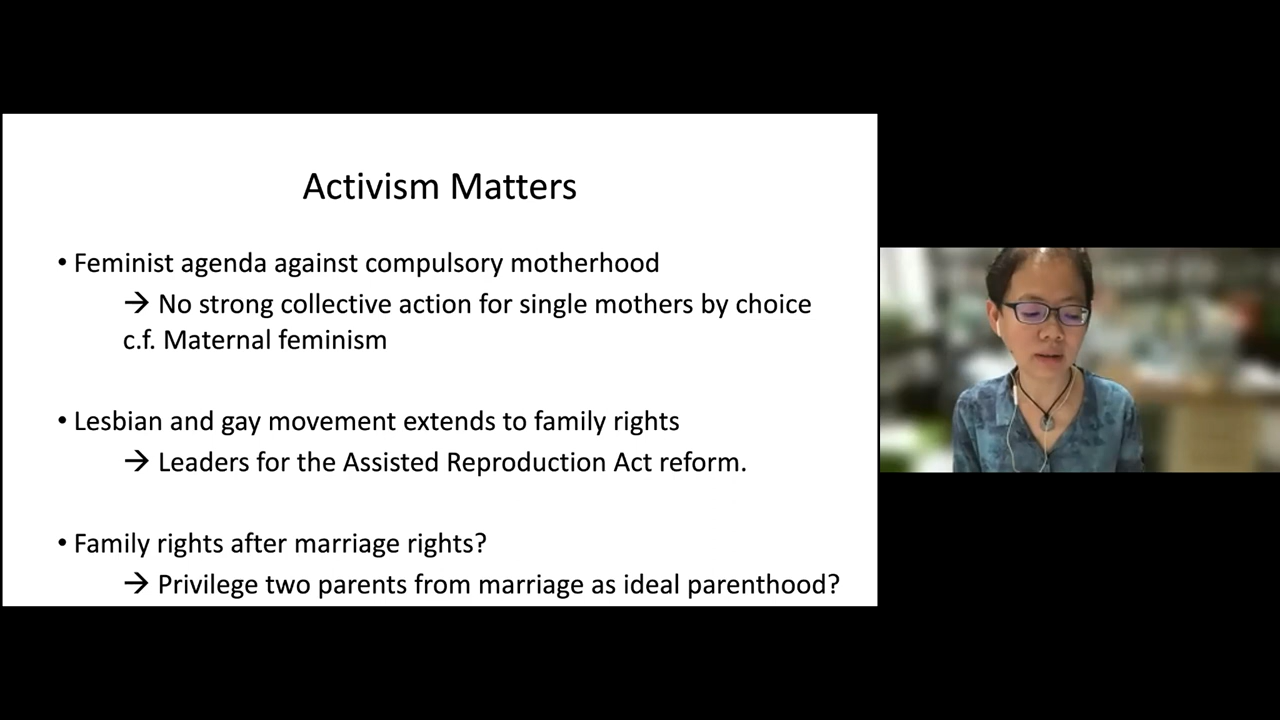 Activism Matters
• Feminist agenda against compulsory motherhood
→ No strong collective action for single mothers by choice
c.f. Maternal feminism
• Lesbian and gay movement extends to family rights
→ Leaders for the Assisted Reproduction Act reform.
• Family rights after marriage rights?
→ Privilege two parents from marriage as ideal parenthood?